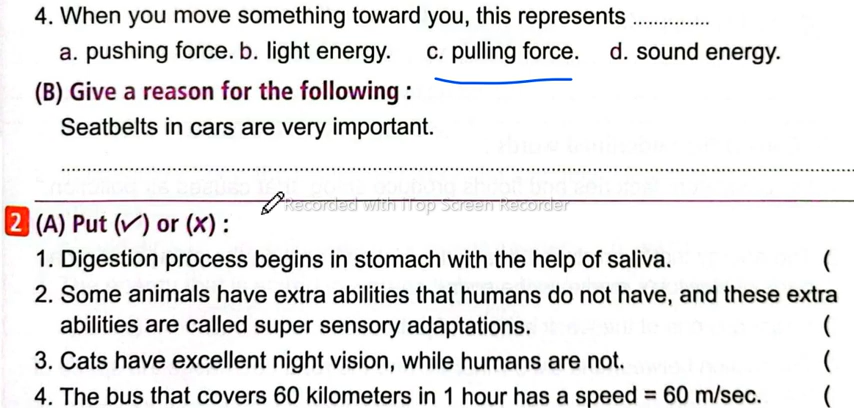 4. When you move something toward you, this represents ...............
a. pushing force. b. light energy. c. pulling force. d. sound energy.
(B) Give a reason for the following :
Seatbelts in cars are very important.
Recorded with iTop Screen Recorder
2 (A) Put (✓) or (x) :
1. Digestion process begins in stomach with the help of saliva. (
2. Some animals have extra abilities that humans do not have, and these extra
abilities are called super sensory adaptations. (
3. Cats have excellent night vision, while humans are not. (
4. The bus that covers 60 kilometers in 1 hour has a speed = 60 m/sec. (